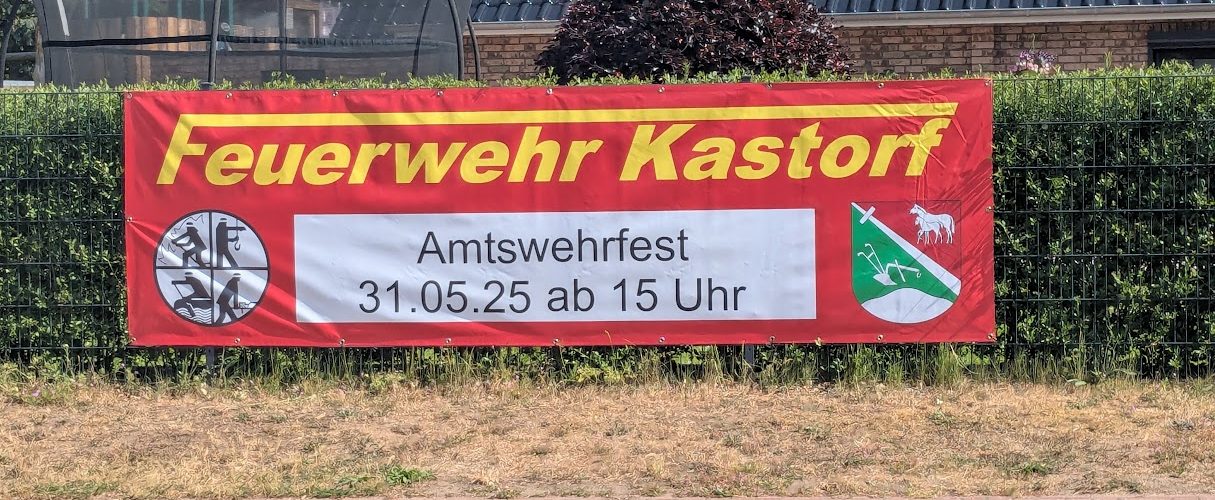 Feuerwehr Kastorf
Amtswehrfest
31.05.25 ab 15 Uhr